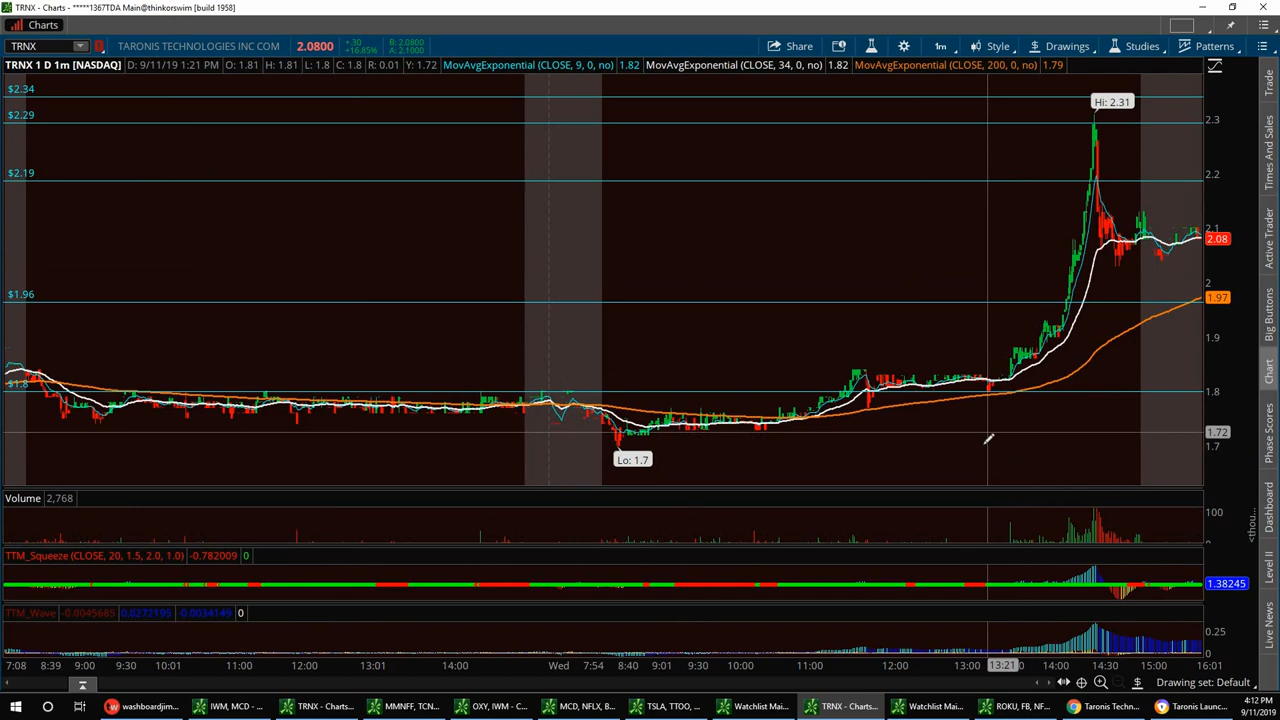 TRNX - Charts - *****1367TDA Main@thinkorswim [build 1958]
Charts
TRNX TARONIS TECHNOLOGIES INC COM 2.0800 +.30 +16.85% B: 2.0800 A: 2.1000 Share 1m Style Drawings Studies Patterns
TRNX 1 D 1m [NASDAQ] D: 9/11/19 1:21 PM O: 1.81 H: 1.81 L: 1.8 C: 1.8 R: 0.01 Y: 1.72 MovAvgExponential (CLOSE, 9, 0, no) 1.82 MovAvgExponential (CLOSE, 34, 0, no) 1.82 MovAvgExponential (CLOSE, 200, 0, no) 1.79
$2.34
Hi: 2.31
$2.29
2.3
$2.19
2.2
2.1
2.08
2
$1.96
1.97
1.9
$1.8
1.8
1.72
1.7
Lo: 1.7
Volume 2,768
100
0
<thou...
TTM_Squeeze (CLOSE, 20, 1.5, 2.0, 1.0) -0.782009 0
1.38245
TTM_Wave -0.0045685 0.0272195 -0.0034149 0
0.25
0
7:08 8:39 9:00 9:30 10:01 11:00 12:00 13:01 14:00 Wed 7:54 8:40 9:01 9:30 10:00 11:00 12:00 13:00 13:21 14:00 14:30 15:00 16:01
Drawing set: Default
Trade
Times And Sales
Active Trader
Big Buttons
Chart
Phase Scores
Dashboard
Level II
Live News
washboardjim... IWM, MCD - ... TRNX - Charts... MMNFF, TCN... OXY, IWM - C... MCD, NFLX, B... TSLA, TTOO, ... Watchlist Mai... TRNX - Charts... Watchlist Mai... ROKU, FB, NF... Taronis Techn... Taronis Launc...
4:12 PM
9/11/2019